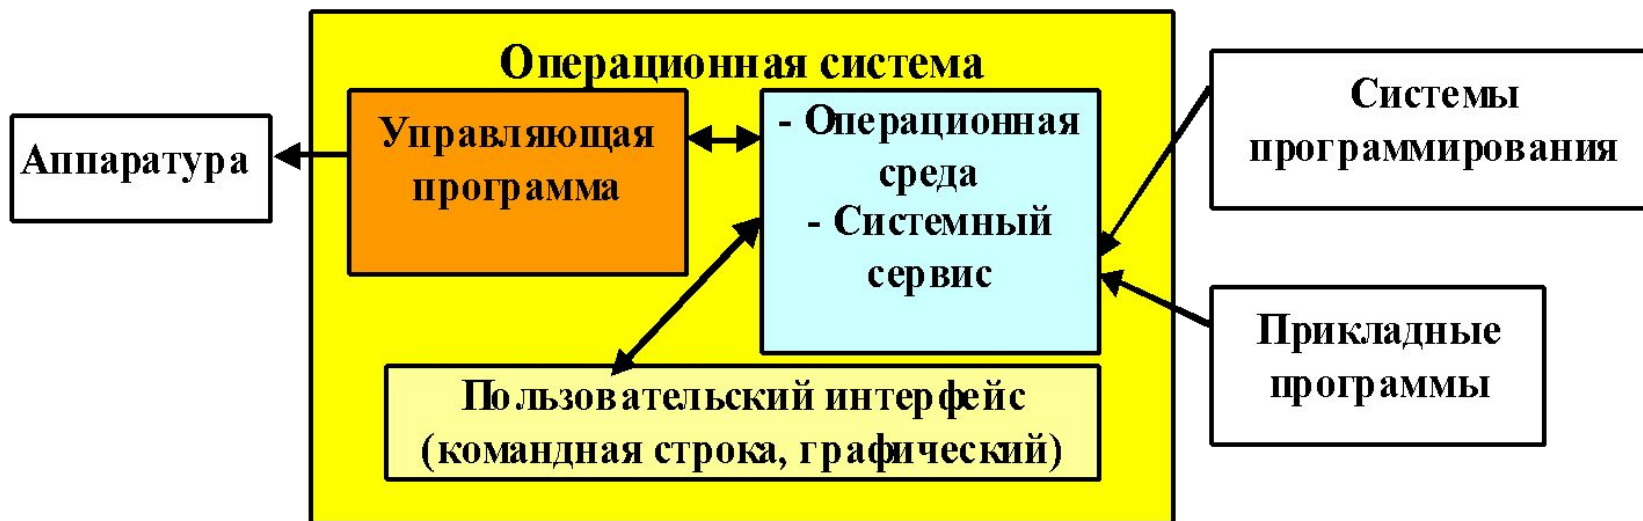 Операционная система
Аппаратура
Управляющая
программа
- Операционная
среда
- Системный
сервис
Пользовательский интерфейс
(командная строка, графический)
Системы
программирования
Прикладные
программы